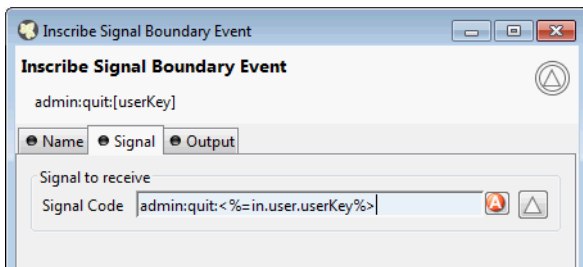 Inscribe Signal Boundary Event
Inscribe Signal Boundary Event
admin:quit:[userKey]
Name Signal Output
Signal to receive
Signal Code admin:quit:<%=in.user.userKey%> A